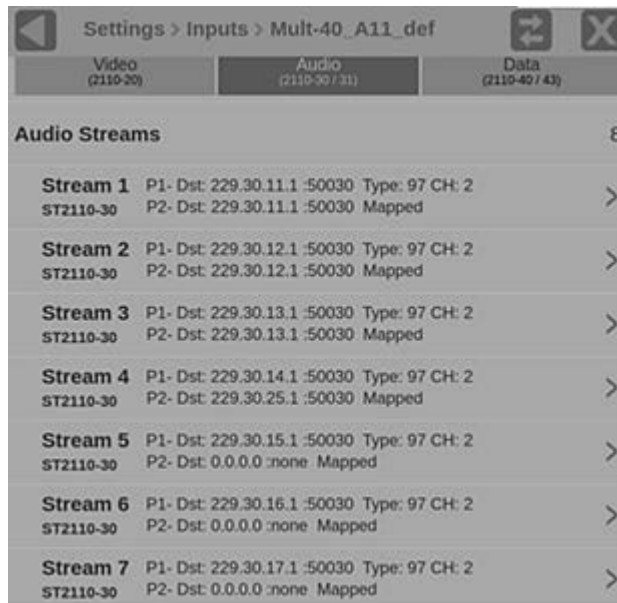 Settings > Inputs > Mult-40_A11_def
Video
(2110-20)
Audio
(2110-30 / 31)
Data
(2110-40 / 43)
Audio Streams 8
Stream 1 P1- Dst: 229.30.11.1 :50030 Type: 97 CH: 2
ST2110-30 P2- Dst: 229.30.11.1 :50030 Mapped
Stream 2 P1- Dst: 229.30.12.1 :50030 Type: 97 CH: 2
ST2110-30 P2- Dst: 229.30.12.1 :50030 Mapped
Stream 3 P1- Dst: 229.30.13.1 :50030 Type: 97 CH: 2
ST2110-30 P2- Dst: 229.30.13.1 :50030 Mapped
Stream 4 P1- Dst: 229.30.14.1 :50030 Type: 97 CH: 2
ST2110-30 P2- Dst: 229.30.25.1 :50030 Mapped
Stream 5 P1- Dst: 229.30.15.1 :50030 Type: 97 CH: 2
ST2110-30 P2- Dst: 0.0.0.0 :none Mapped
Stream 6 P1- Dst: 229.30.16.1 :50030 Type: 97 CH: 2
ST2110-30 P2- Dst: 0.0.0.0 :none Mapped
Stream 7 P1- Dst: 229.30.17.1 :50030 Type: 97 CH: 2
ST2110-30 P2- Dst: 0.0.0.0 :none Mapped